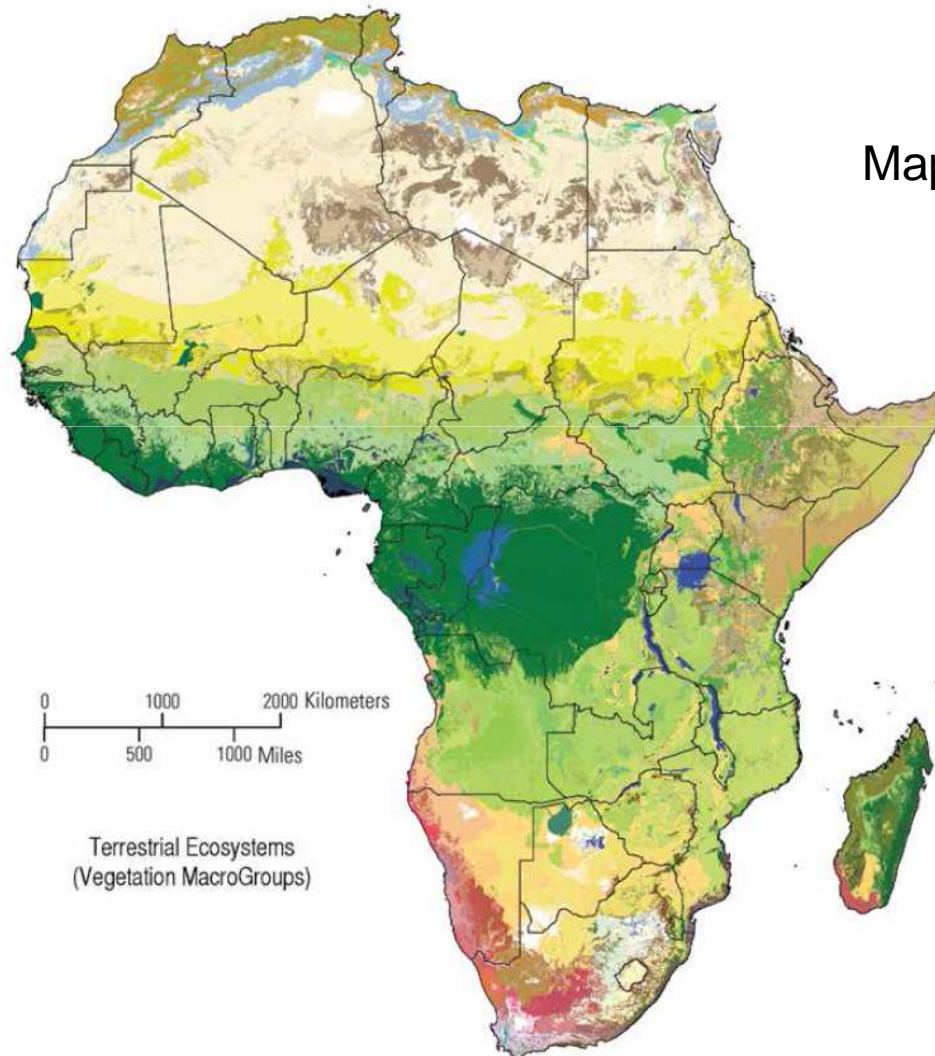 Map
0 1000 2000 Kilometers
0 500 1000 Miles
Terrestrial Ecosystems
(Vegetation MacroGroups)